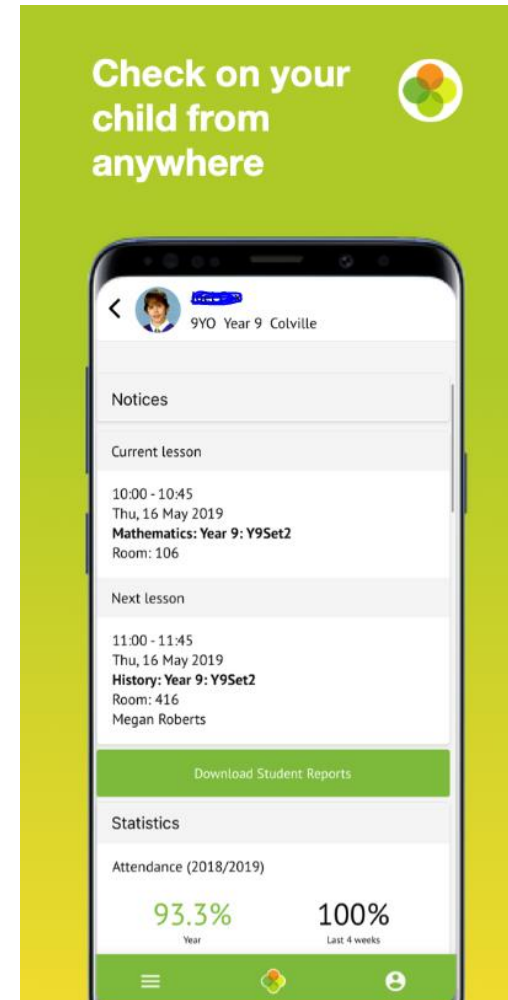 Check on your
child from
anywhere
9YO Year 9 Colville
Notices
Current lesson
10:00 - 10:45
Thu, 16 May 2019
Mathematics: Year 9: Y9Set2
Room: 106
Next lesson
11:00 - 11:45
Thu, 16 May 2019
History: Year 9: Y9Set2
Room: 416
Megan Roberts
Download Student Reports
Statistics
Attendance (2018/2019)
93.3% 100%
Year Last 4 weeks